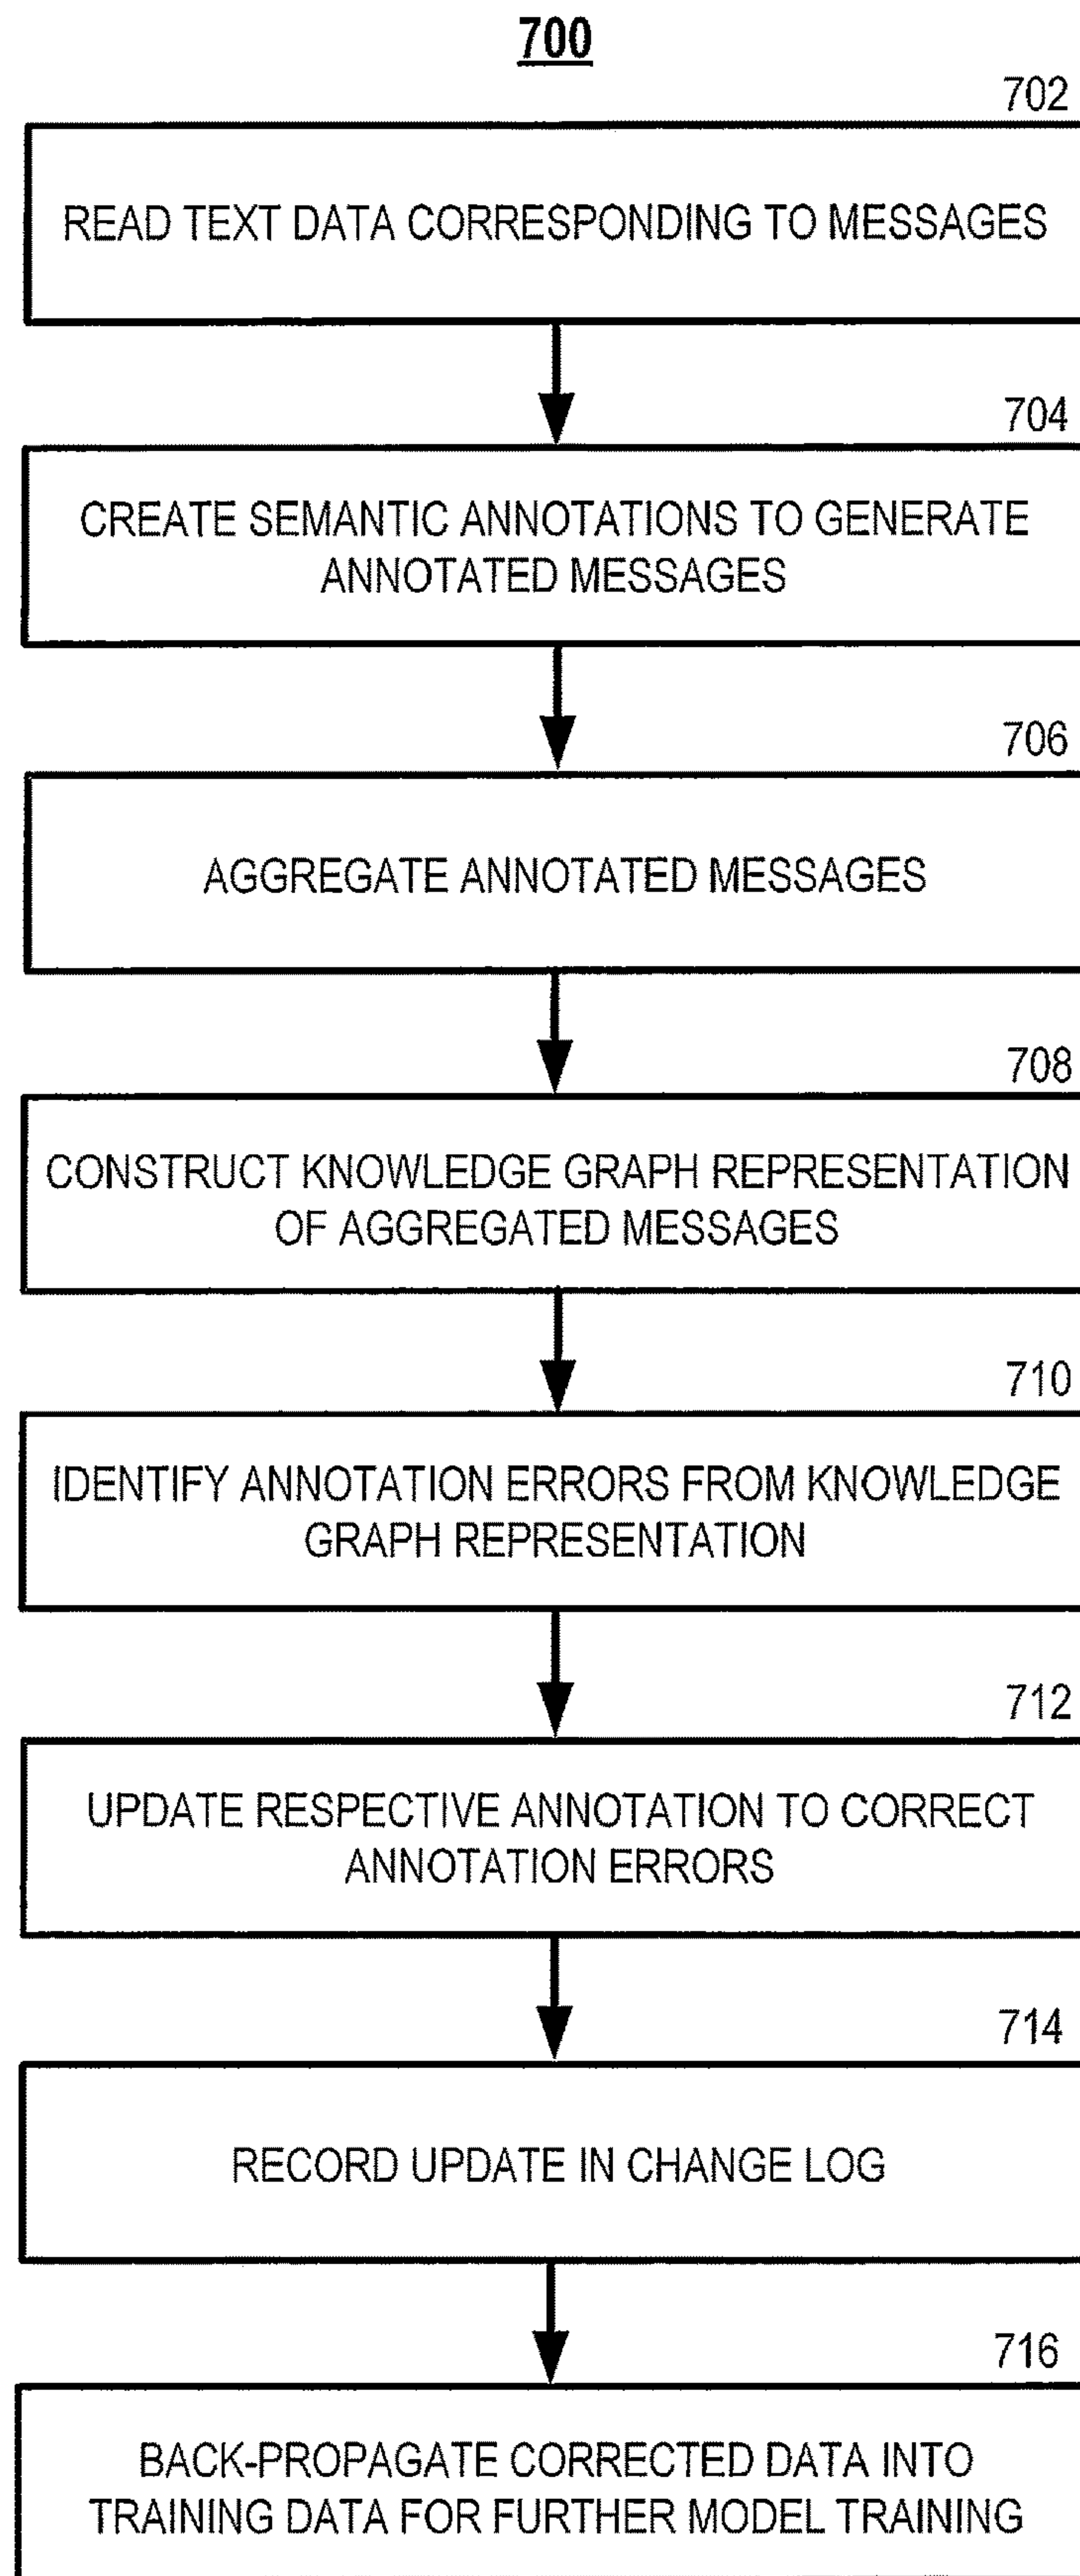 700
702
READ TEXT DATA CORRESPONDING TO MESSAGES
704
CREATE SEMANTIC ANNOTATIONS TO GENERATE
ANNOTATED MESSAGES
706
AGGREGATE ANNOTATED MESSAGES
708
CONSTRUCT KNOWLEDGE GRAPH REPRESENTATION
OF AGGREGATED MESSAGES
710
IDENTIFY ANNOTATION ERRORS FROM KNOWLEDGE
GRAPH REPRESENTATION
712
UPDATE RESPECTIVE ANNOTATION TO CORRECT
ANNOTATION ERRORS
714
RECORD UPDATE IN CHANGE LOG
716
BACK-PROPAGATE CORRECTED DATA INTO
TRAINING DATA FOR FURTHER MODEL TRAINING